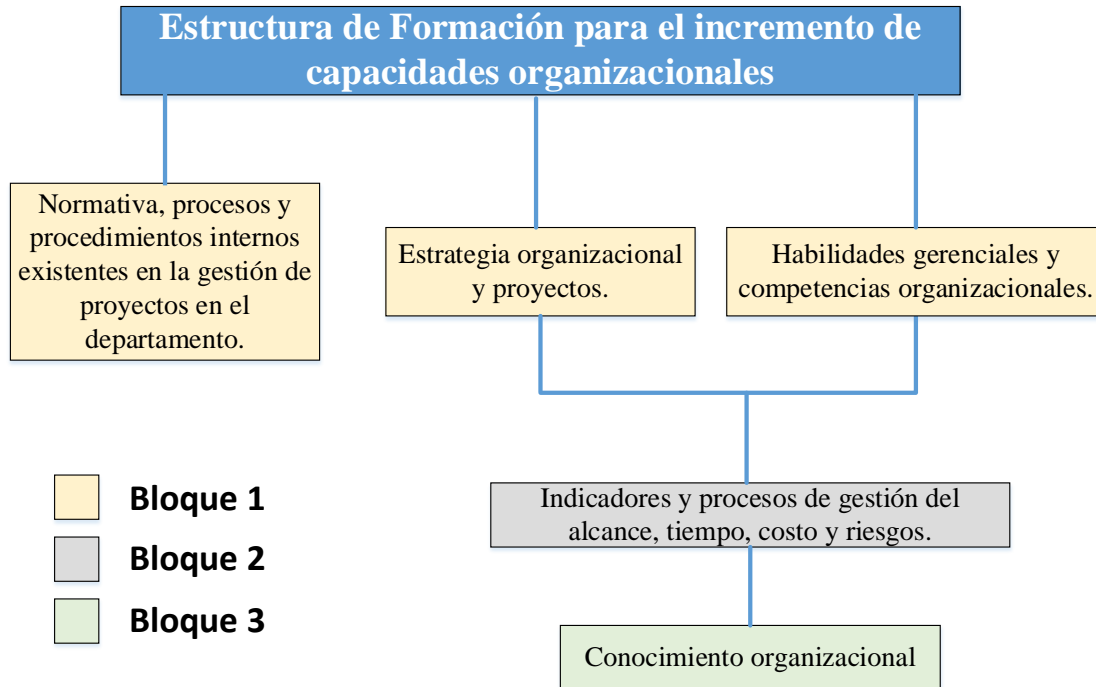 Estructura de Formación para el incremento de
capacidades organizacionales
Normativa, procesos y
procedimientos internos
existentes en la gestión de
proyectos en el
departamento.
Estrategia organizacional
y proyectos.
Habilidades gerenciales y
competencias organizacionales.
Indicadores y procesos de gestión del
alcance, tiempo, costo y riesgos.
Conocimiento organizacional
Bloque 1
Bloque 2
Bloque 3